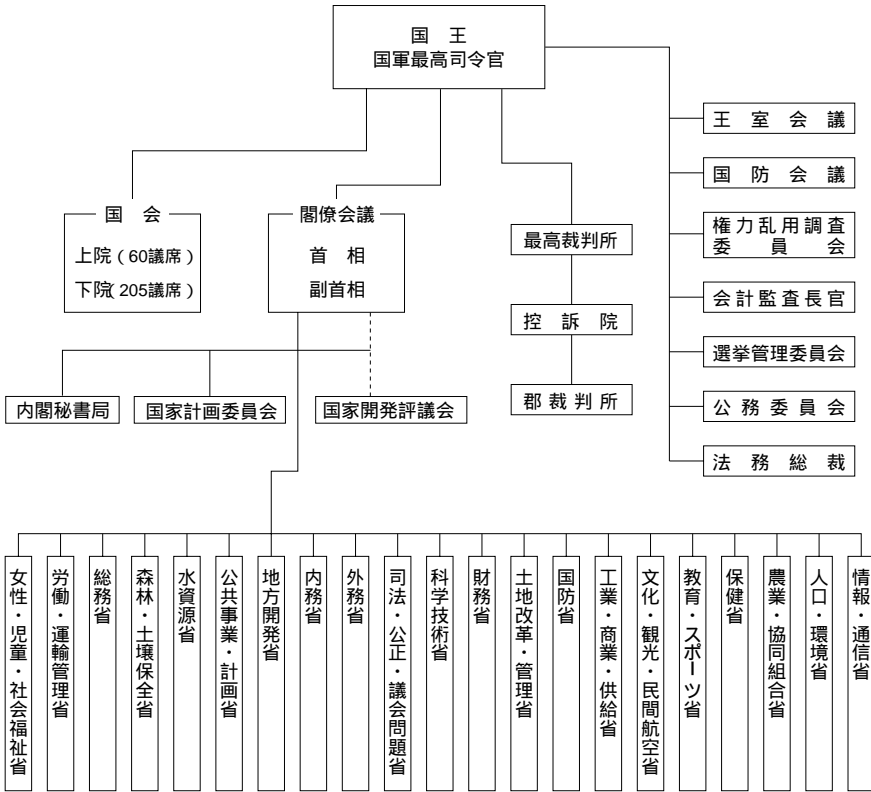 国 王
国軍最高司令官
王 室 会 議
国 防 会 議
権力乱用調査
委 員 会
会計監査長官
選挙管理委員会
公 務 委 員 会
法 務 総 裁
国 会
上院(60議席)
下院(205議席)
閣僚会議
首 相
副首相
最高裁判所
控 訴 院
郡 裁 判 所
内閣秘書局
国家計画委員会
国家開発評議会
女性・児童・社会福祉省
労働・運輸管理省
総務省
森林・土壌保全省
水資源省
公共事業・計画省
地方開発省
内務省
外務省
司法・公正・議会問題省
科学技術省
財務省
土地改革・管理省
国防省
工業・商業・供給省
文化・観光・民間航空省
教育・スポーツ省
保健省
農業・協同組合省
人口・環境省
情報・通信省